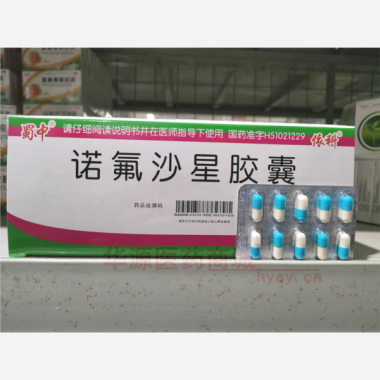 蜀中®
请仔细阅读说明书并在医师指导下使用 国药准字H51021229
依科®
诺氟沙星胶囊
药品追溯码
华源医药商城
hyey.cn